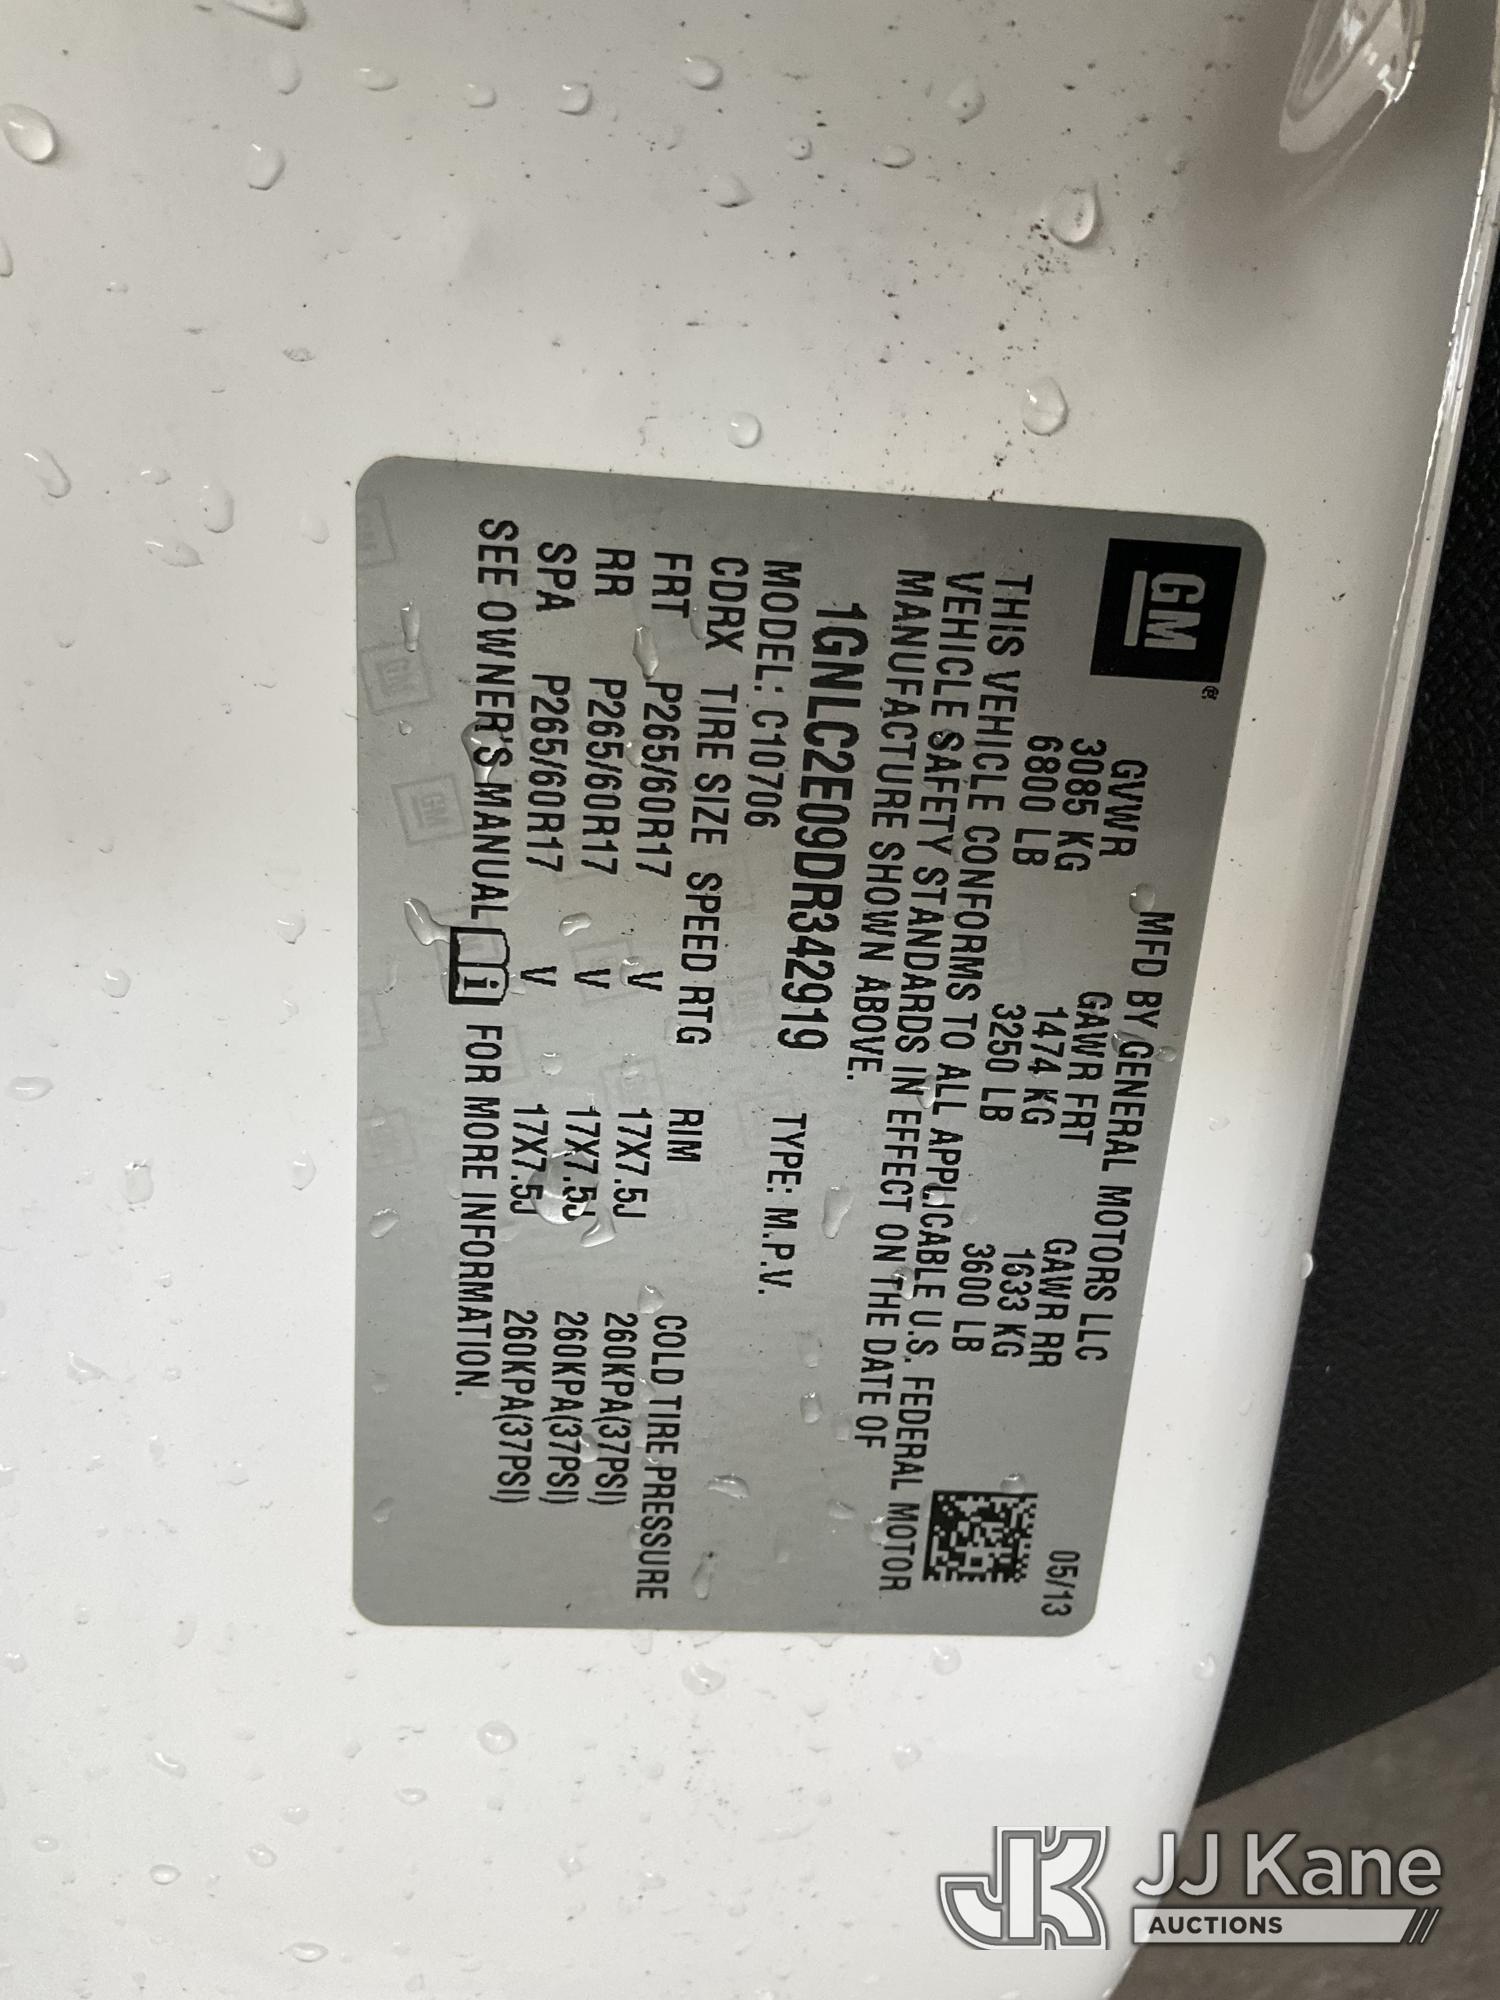 GM®
MFD BY GENERAL MOTORS LLC
05/13
GVWR GAWR FRT GAWR RR
3085 KG 1474 KG 1633 KG
6800 LB 3250 LB 3600 LB
THIS VEHICLE CONFORMS TO ALL APPLICABLE U.S. FEDERAL MOTOR
VEHICLE SAFETY STANDARDS IN EFFECT ON THE DATE OF
MANUFACTURE SHOWN ABOVE.
1GNLC2E09DR342919 TYPE: M.P.V.
MODEL: C10706
CDRX TIRE SIZE SPEED RTG RIM COLD TIRE PRESSURE
FRT P265/60R17 V 17X7.5J 260KPA(37PSI)
RR P265/60R17 V 17X7.5J 260KPA(37PSI)
SPA P265/60R17 V 17X7.5J 260KPA(37PSI)
SEE OWNER'S MANUAL i FOR MORE INFORMATION.
JK JJ Kane
AUCTIONS